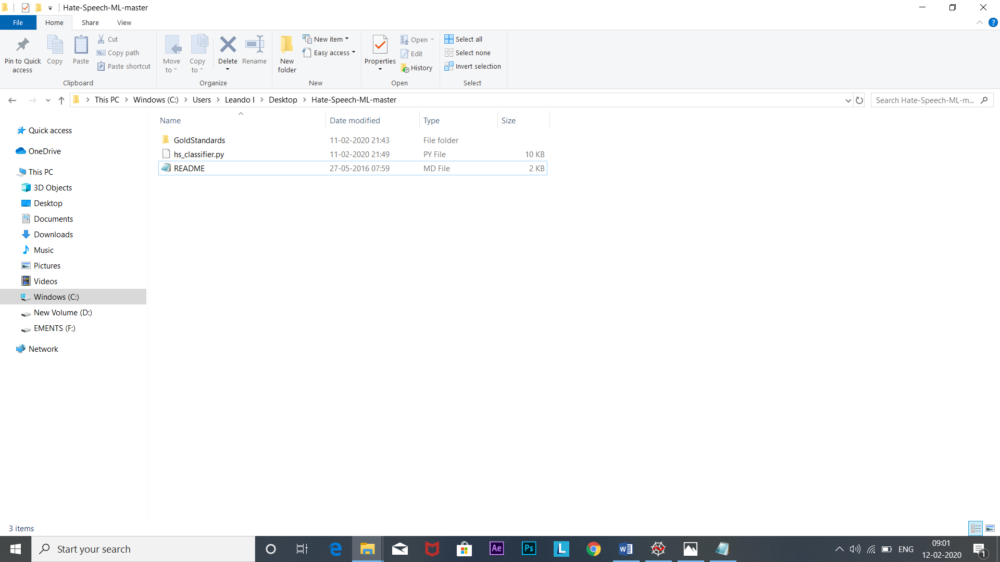 Hate-Speech-ML-master
File Home Share View
Pin to Quick access
Copy
Paste
Cut
Copy path
Paste shortcut
Clipboard
Move to
Copy to
Delete
Rename
Organize
New folder
New item
Easy access
New
Properties
Open
Edit
History
Open
Select all
Select none
Invert selection
Select
This PC Windows (C:) Users Leando I Desktop Hate-Speech-ML-master
Search Hate-Speech-ML-m...
Name Date modified Type Size
GoldStandards 11-02-2020 21:43 File folder
hs_classifier.py 11-02-2020 21:49 PY File 10 KB
README 27-05-2016 07:59 MD File 2 KB
Quick access
OneDrive
This PC
3D Objects
Desktop
Documents
Downloads
Music
Pictures
Videos
Windows (C:)
New Volume (D:)
EMENTS (F:)
Network
3 items
Start your search
Ae
Ps
L
W
ENG
09:01
12-02-2020
1